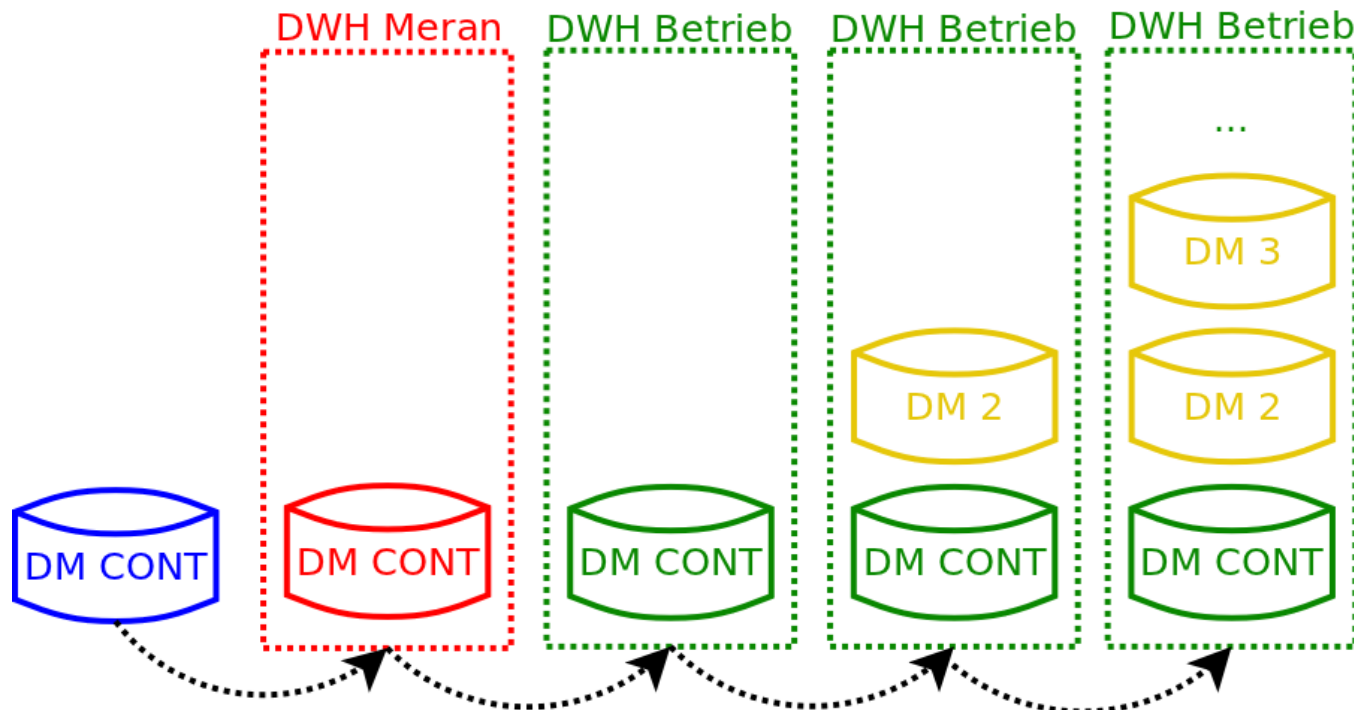 DWH Meran
DWH Betrieb
DWH Betrieb
DWH Betrieb
...
DM 3
DM 2
DM 2
DM CONT
DM CONT
DM CONT
DM CONT
DM CONT